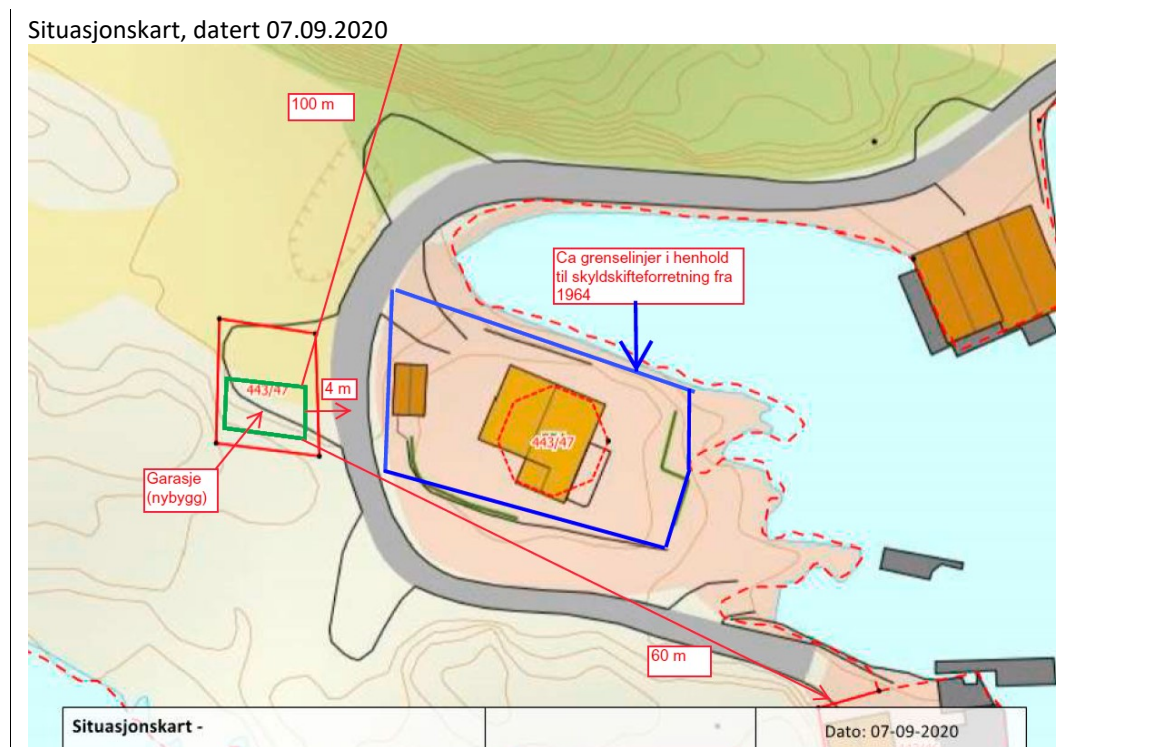 Situasjonskart, datert 07.09.2020
100 m
Ca grenselinjer i henhold
til skyldskifteforretning fra
1964
443/47
4 m
443/47
Garasje
(nybygg)
60 m
Situasjonskart -
Dato: 07-09-2020